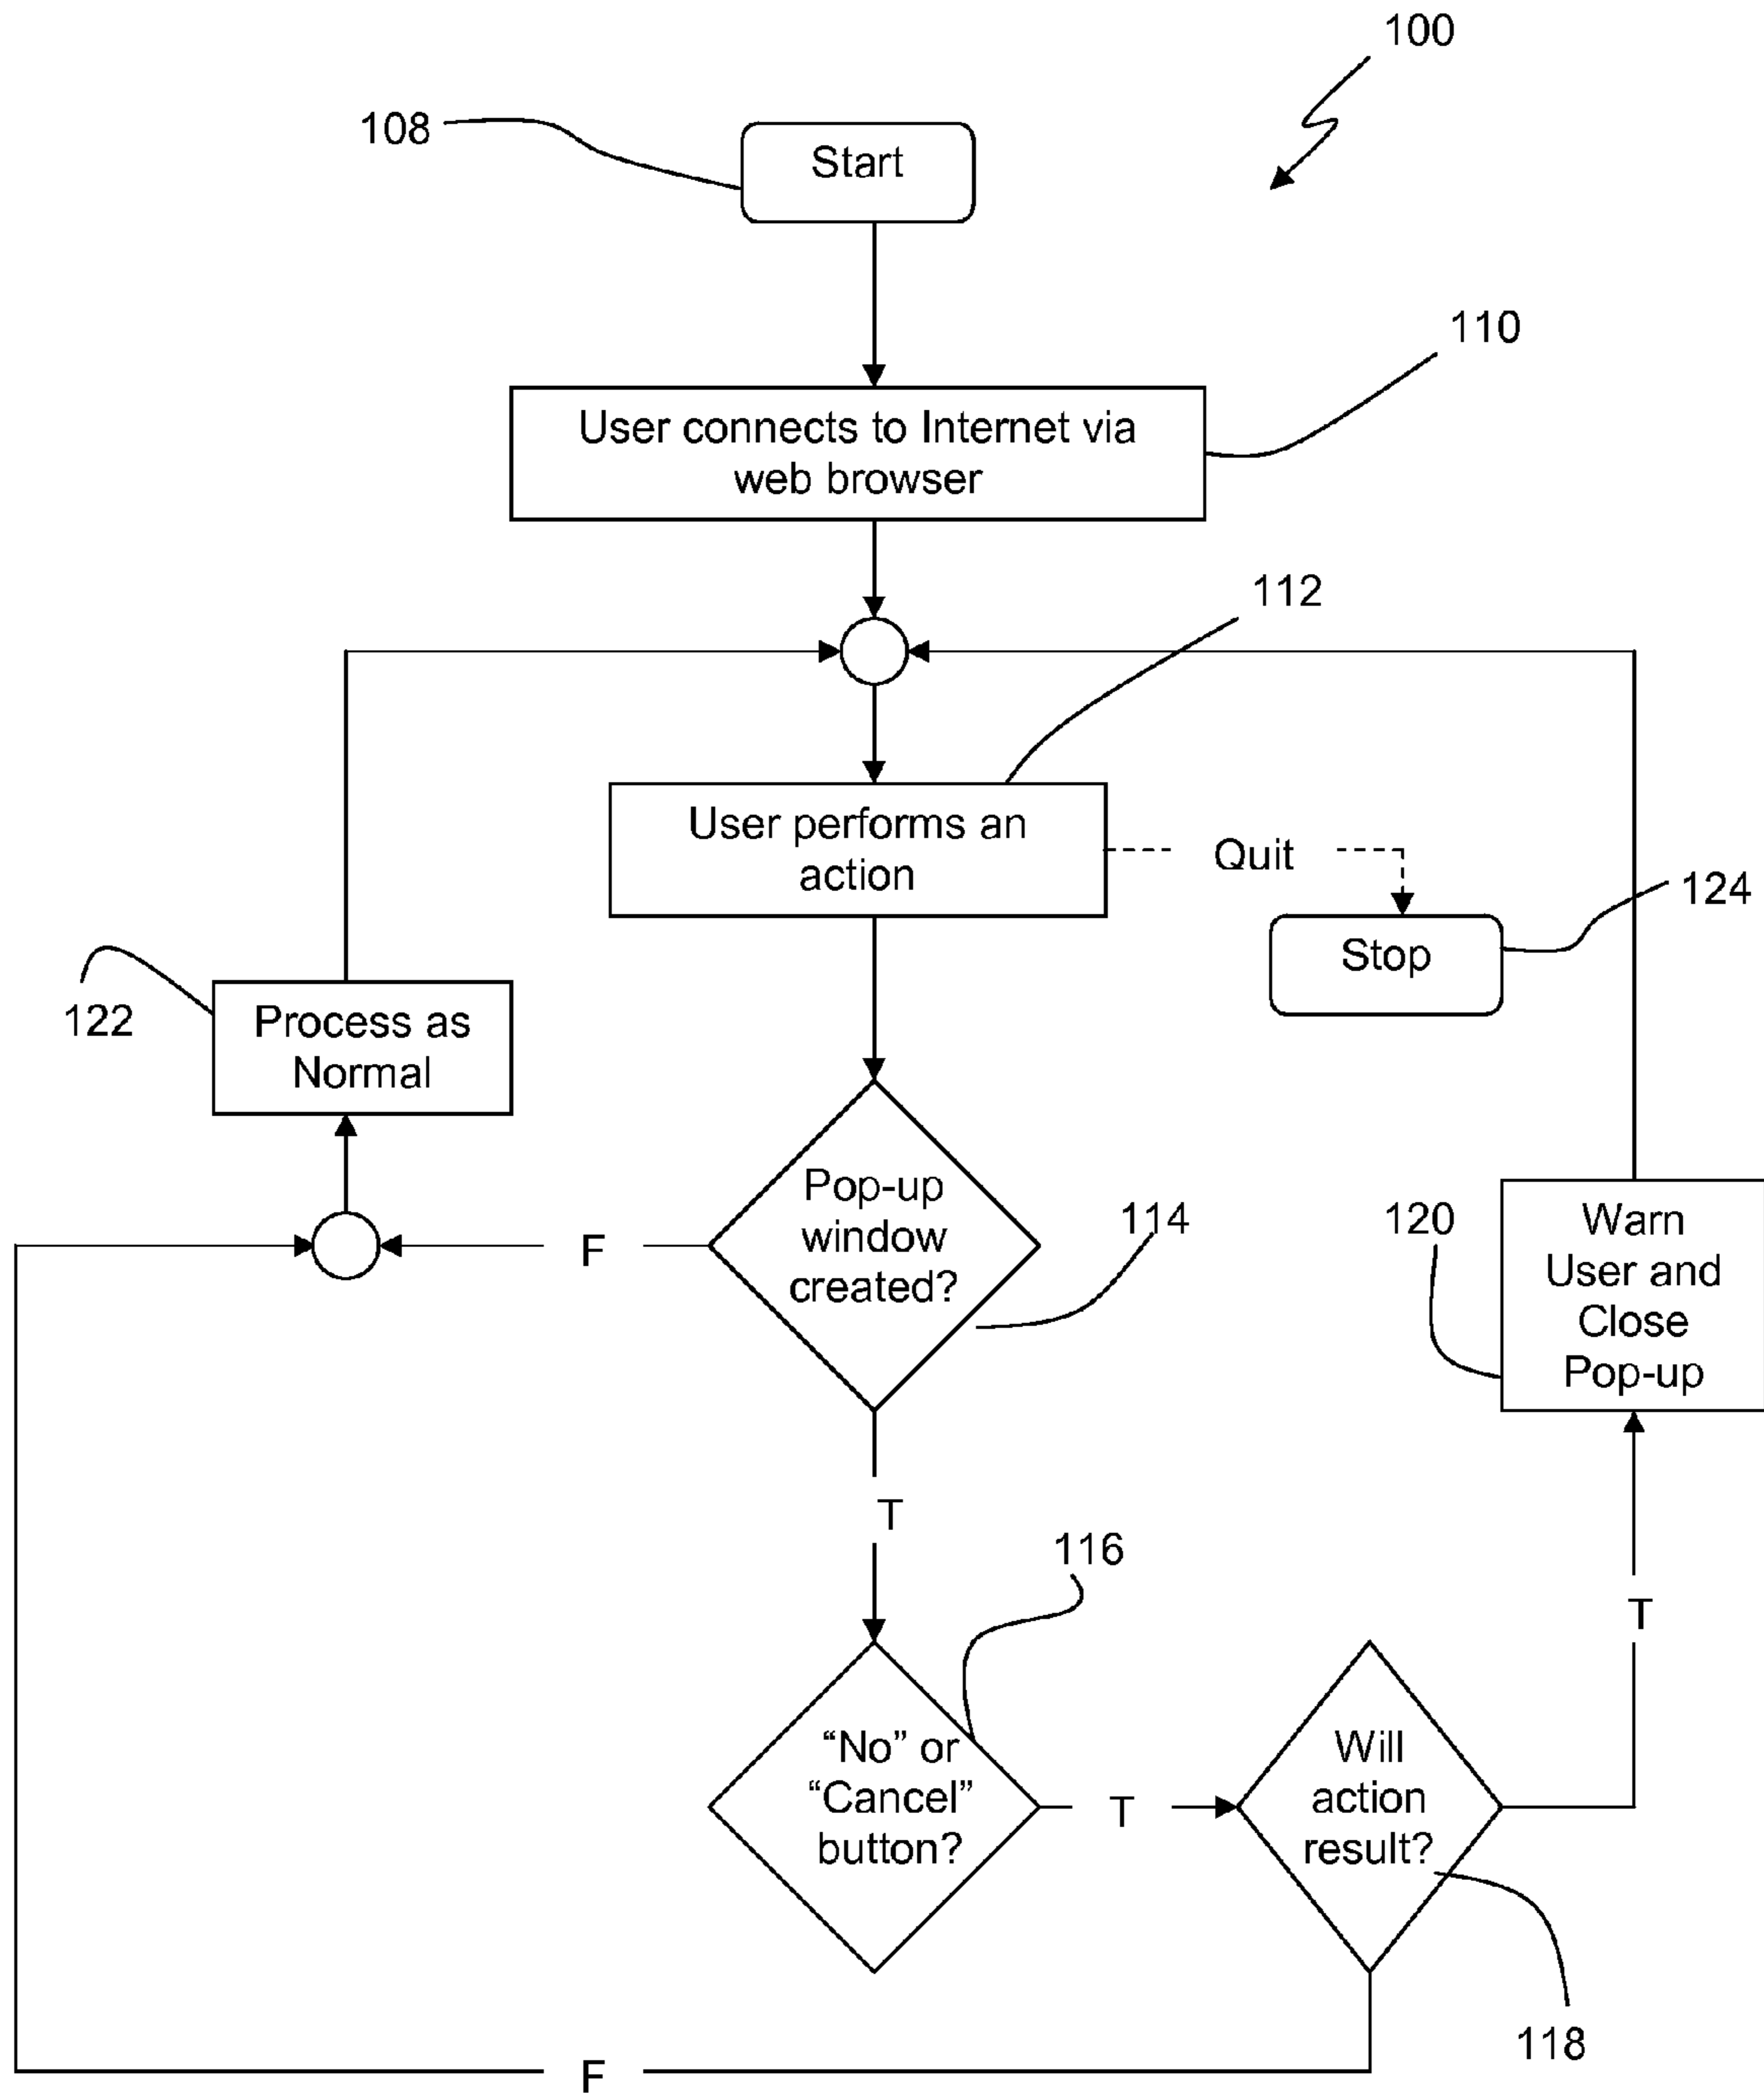 100
108
Start
110
User connects to Internet via
web browser
112
User performs an
action
Quit
124
Stop
122
Process as
Normal
Pop-up
window
created?
114
F
120
Warn
User and
Close
Pop-up
T
116
T
“No” or
“Cancel”
button?
T
Will
action
result?
118
F